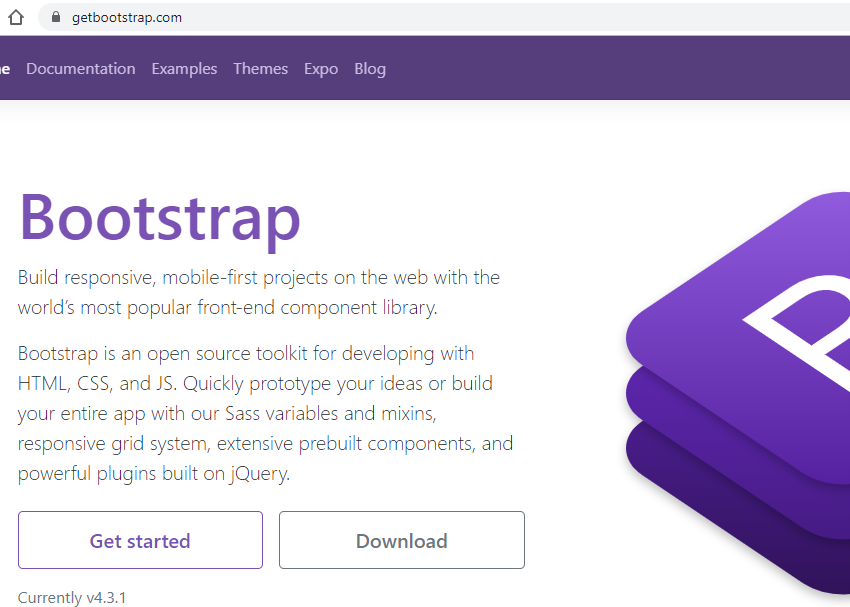 getbootstrap.com
e Documentation Examples Themes Expo Blog
Bootstrap
Build responsive, mobile-first projects on the web with the
world’s most popular front-end component library.
Bootstrap is an open source toolkit for developing with
HTML, CSS, and JS. Quickly prototype your ideas or build
your entire app with our Sass variables and mixins,
responsive grid system, extensive prebuilt components, and
powerful plugins built on jQuery.
Get started Download
Currently v4.3.1